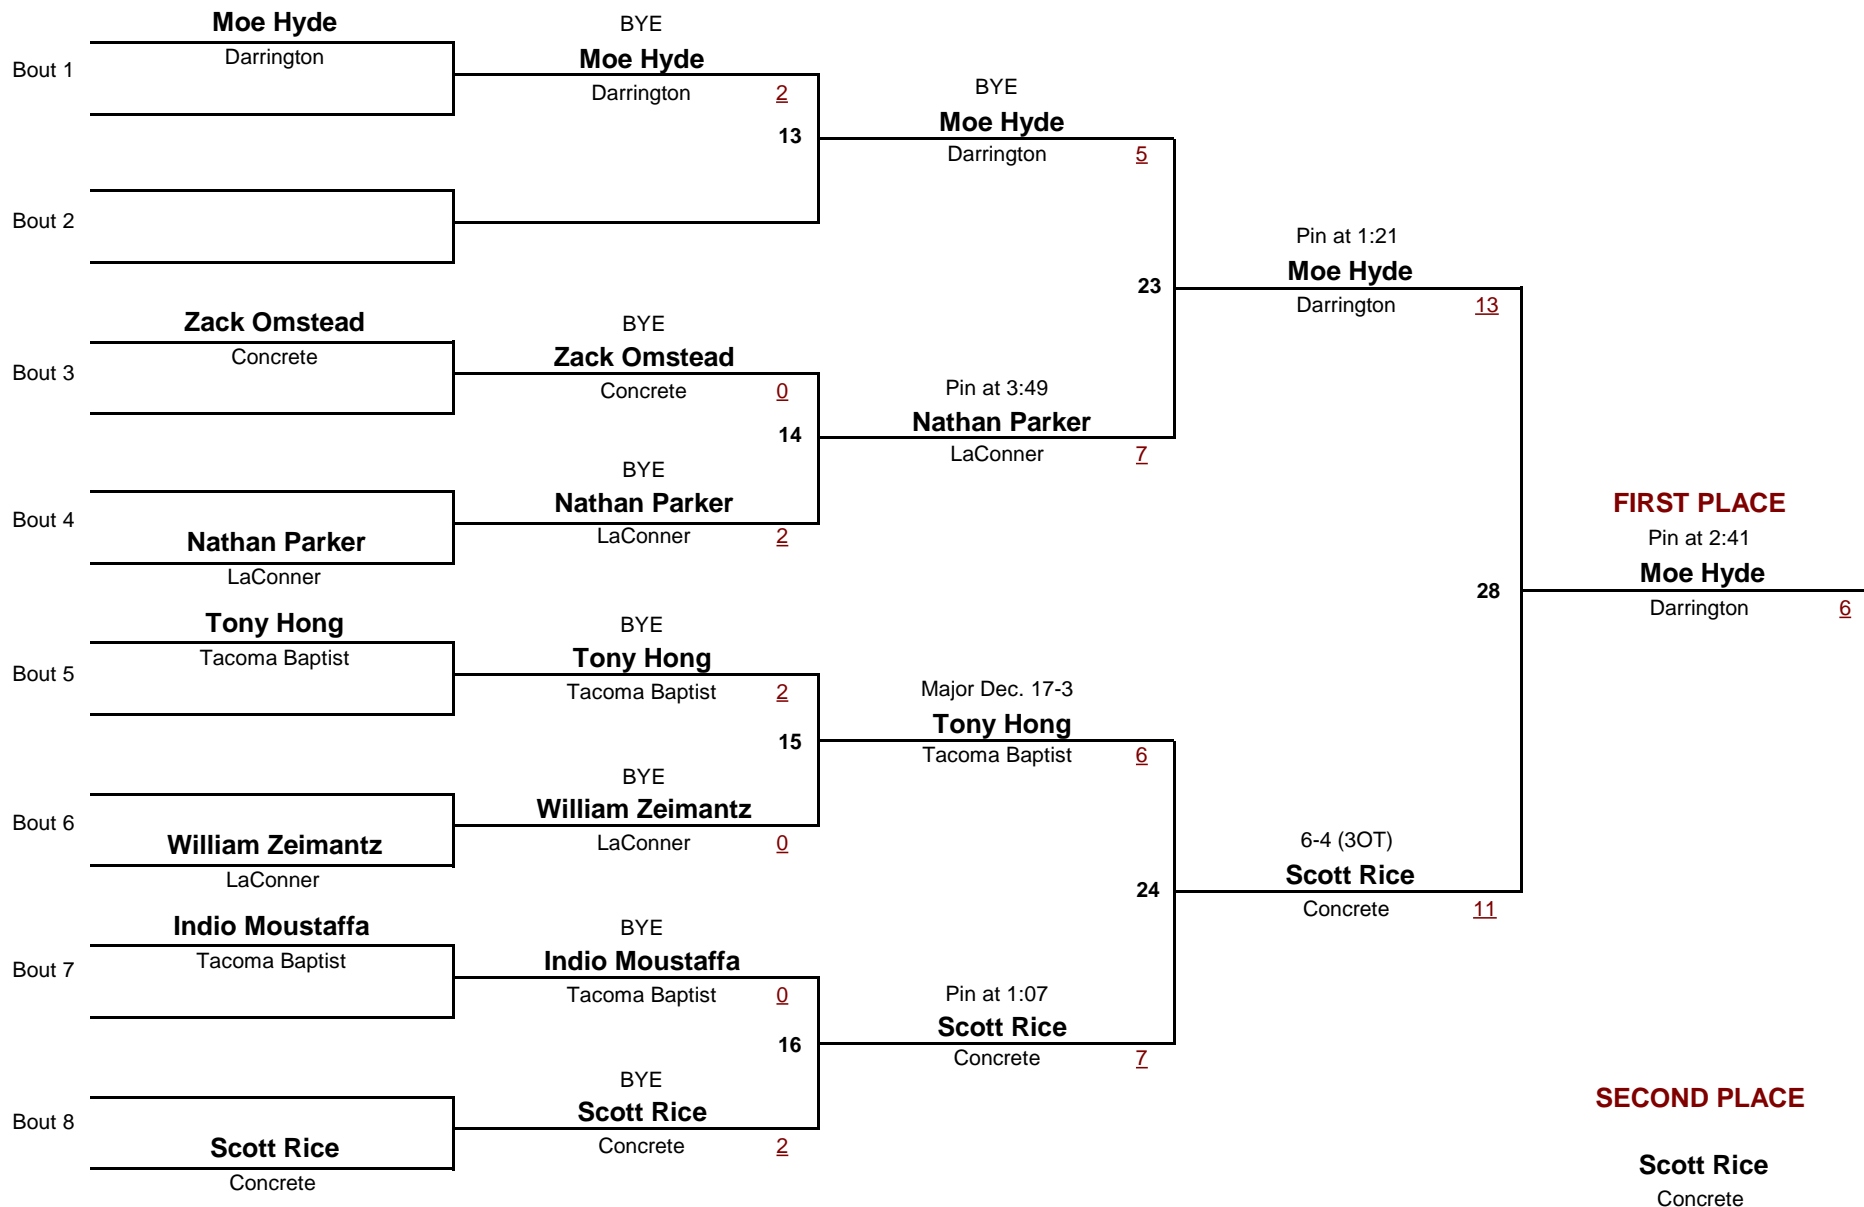 Moe Hyde
Darrington
Bout 1
BYE
Moe Hyde
Darrington 2
13
Bout 2
BYE
Moe Hyde
Darrington 5
Zack Omstead
Concrete
Bout 3
BYE
Zack Omstead
Concrete 0
14
Bout 4
Nathan Parker
LaConner
BYE
Nathan Parker
LaConner 2
Pin at 3:49
Nathan Parker
LaConner 7
23
Pin at 1:21
Moe Hyde
Darrington 13
Tony Hong
Tacoma Baptist
Bout 5
BYE
Tony Hong
Tacoma Baptist 2
15
Bout 6
William Zeimantz
LaConner
BYE
William Zeimantz
LaConner 0
Major Dec. 17-3
Tony Hong
Tacoma Baptist 6
Indio Moustaffa
Tacoma Baptist
Bout 7
BYE
Indio Moustaffa
Tacoma Baptist 0
16
Bout 8
Scott Rice
Concrete
BYE
Scott Rice
Concrete 2
Pin at 1:07
Scott Rice
Concrete 7
24
6-4 (3OT)
Scott Rice
Concrete 11
28
FIRST PLACE
Pin at 2:41
Moe Hyde
Darrington 6
SECOND PLACE
Scott Rice
Concrete